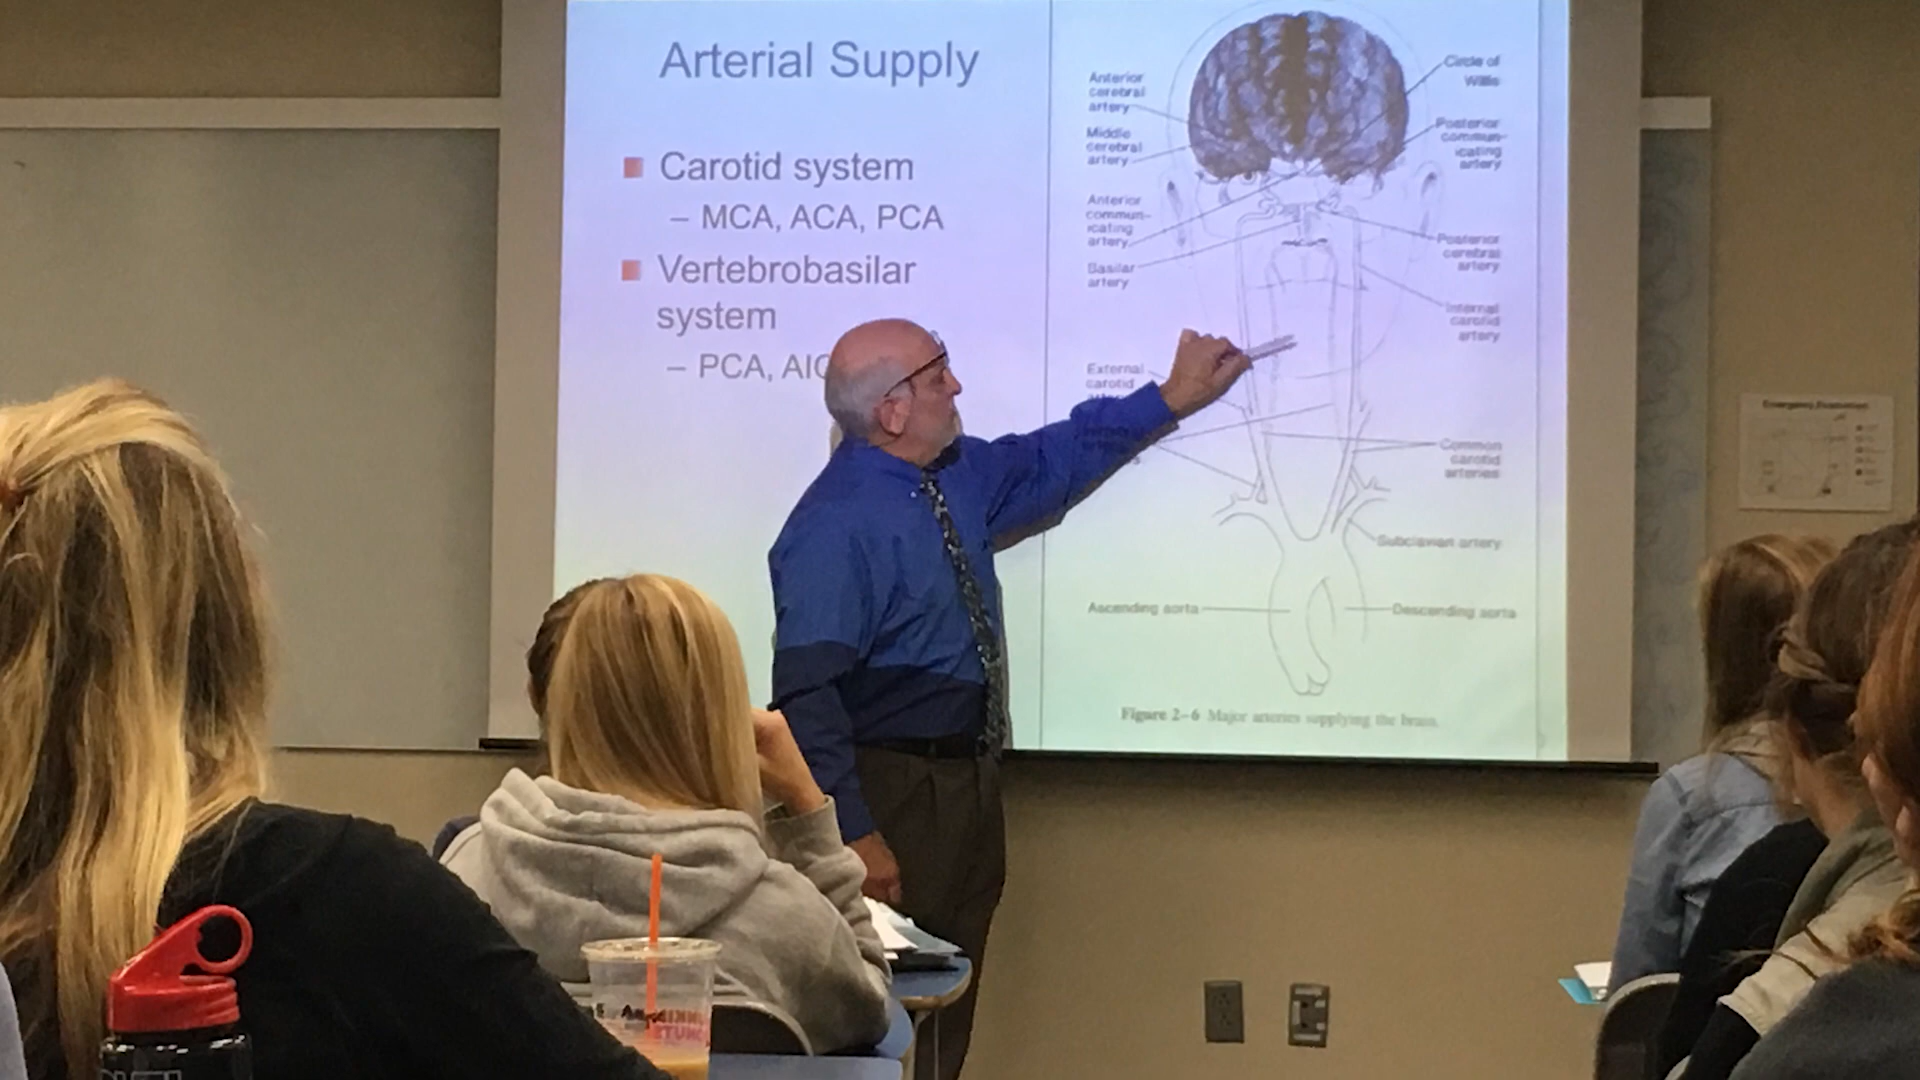 Arterial Supply
Carotid system
– MCA, ACA, PCA
Vertebrobasilar
system
– PCA, AIC
Anterior
cerebral
artery
Middle
cerebral
artery
Anterior
commun-
icating
artery
Basilar
artery
External
carotid
Circle of
Willis
Posterior
commun-
icating
artery
Posterior
cerebral
artery
Internal
carotid
artery
Common
carotid
arteries
Subclavian artery
Ascending aorta
Descending aorta
Figure 2–6 Major arteries supplying the brain.
Emergency Evacuation